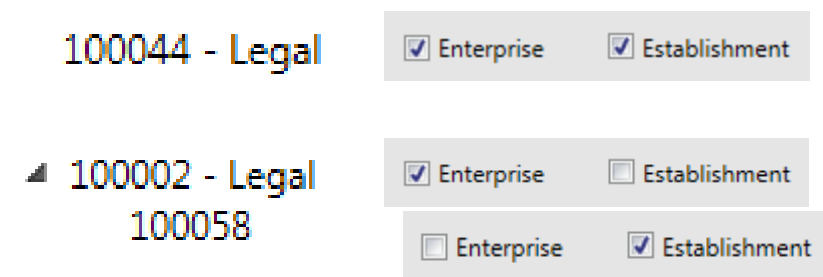 100044 - Legal Enterprise Establishment
100002 - Legal Enterprise Establishment
100058 Enterprise Establishment